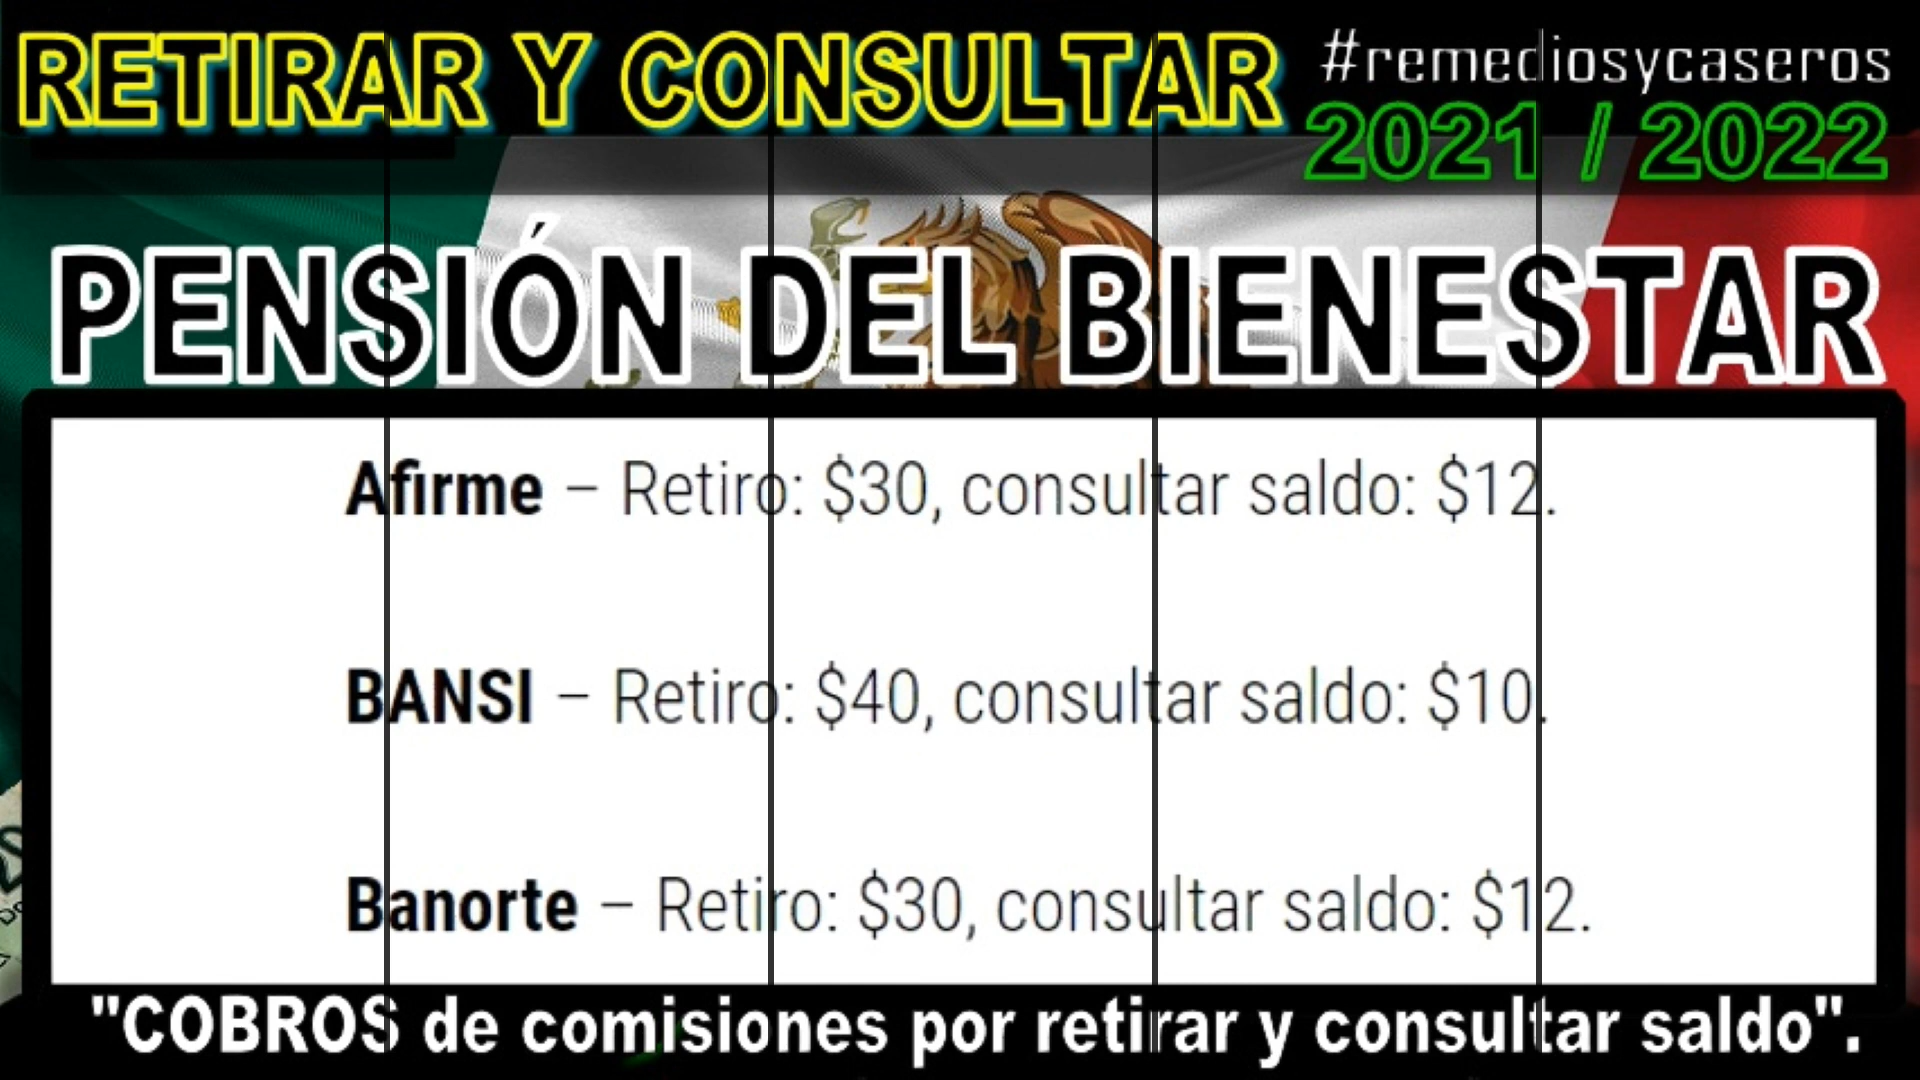 RETIRAR Y CONSULTAR
#remediosycaseros
2021 / 2022
PENSIÓN DEL BIENESTAR
Afirme – Retiro: $30, consultar saldo: $12.
BANSI – Retiro: $40, consultar saldo: $10.
Banorte – Retiro: $30, consultar saldo: $12.
"COBROS de comisiones por retirar y consultar saldo".